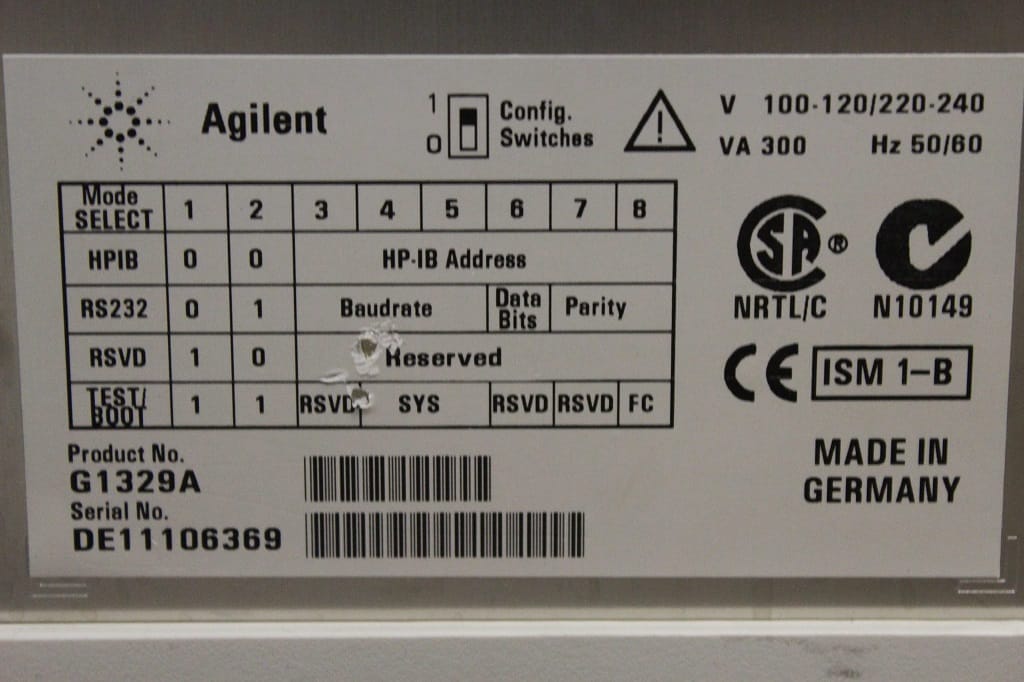 Agilent
1
0
Config.
Switches
V 100-120/220-240
VA 300 Hz 50/60
Mode SELECT 1 2 3 4 5 6 7 8
HPIB 0 0 HP-IB Address
RS232 0 1 Baudrate Data Bits Parity
RSVD 1 0 Reserved
TEST/BOOT 1 1 RSVD SYS RSVD RSVD FC
SA ®
NRTL/C N10149
CE ISM 1-B
Product No.
G1329A
Serial No.
DE11106369
MADE IN
GERMANY